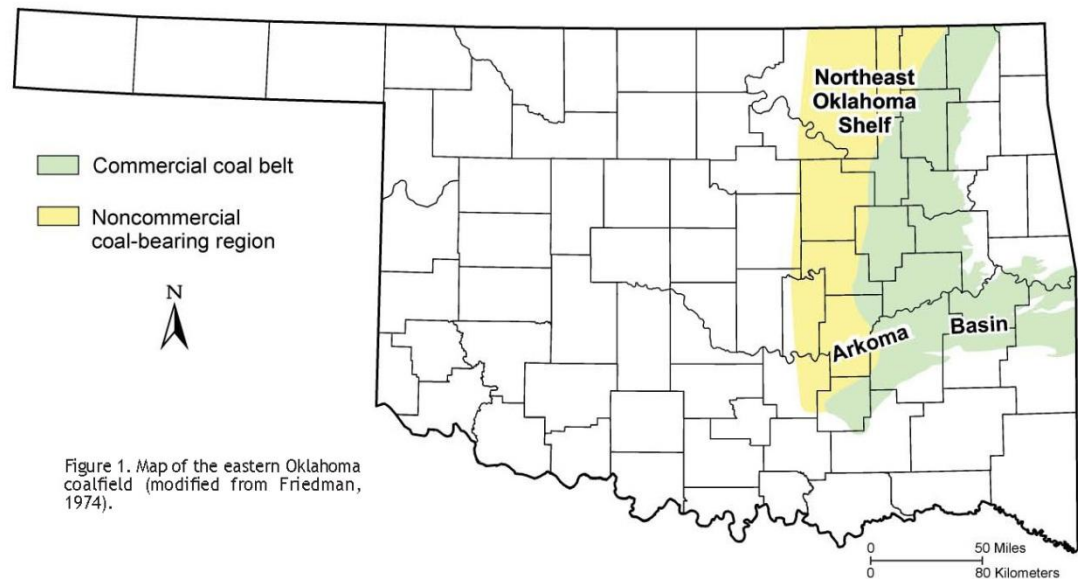 Northeast
Oklahoma
Shelf
Commercial coal belt
Noncommercial
coal-bearing region
N
Arkoma
Basin
Figure 1. Map of the eastern Oklahoma
coalfield (modified from Friedman,
1974).
0 50 Miles
0 80 Kilometers